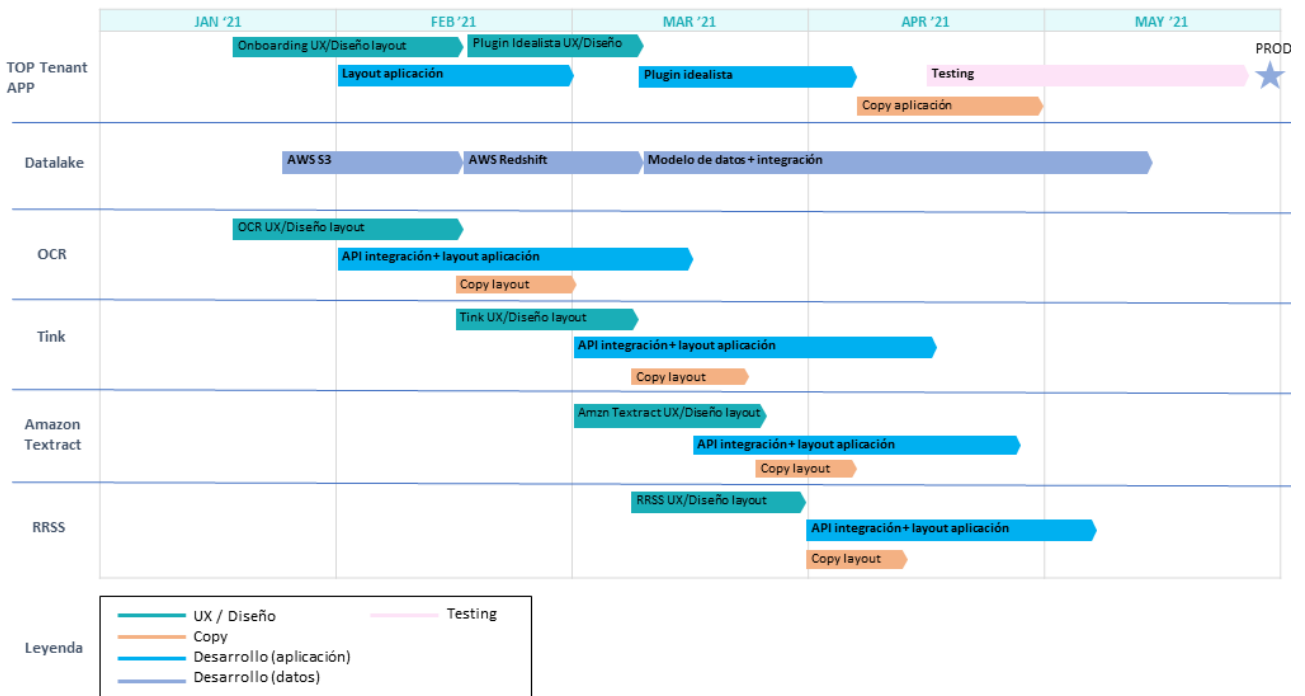 JAN '21
FEB '21
MAR '21
APR '21
MAY '21
TOP Tenant
APP
Onboarding UX/Diseño layout
Plugin Idealista UX/Diseño
PROD
Layout aplicación
Plugin idealista
Testing
Copy aplicación
Datalake
AWS S3
AWS Redshift
Modelo de datos + integración
OCR
OCR UX/Diseño layout
API integración + layout aplicación
Copy layout
Tink
Tink UX/Diseño layout
API integración + layout aplicación
Copy layout
Amazon
Textract
Amzn Textract UX/Diseño layout
API integración + layout aplicación
Copy layout
RRSS
RRSS UX/Diseño layout
API integración + layout aplicación
Copy layout
Leyenda
UX / Diseño
Testing
Copy
Desarrollo (aplicación)
Desarrollo (datos)